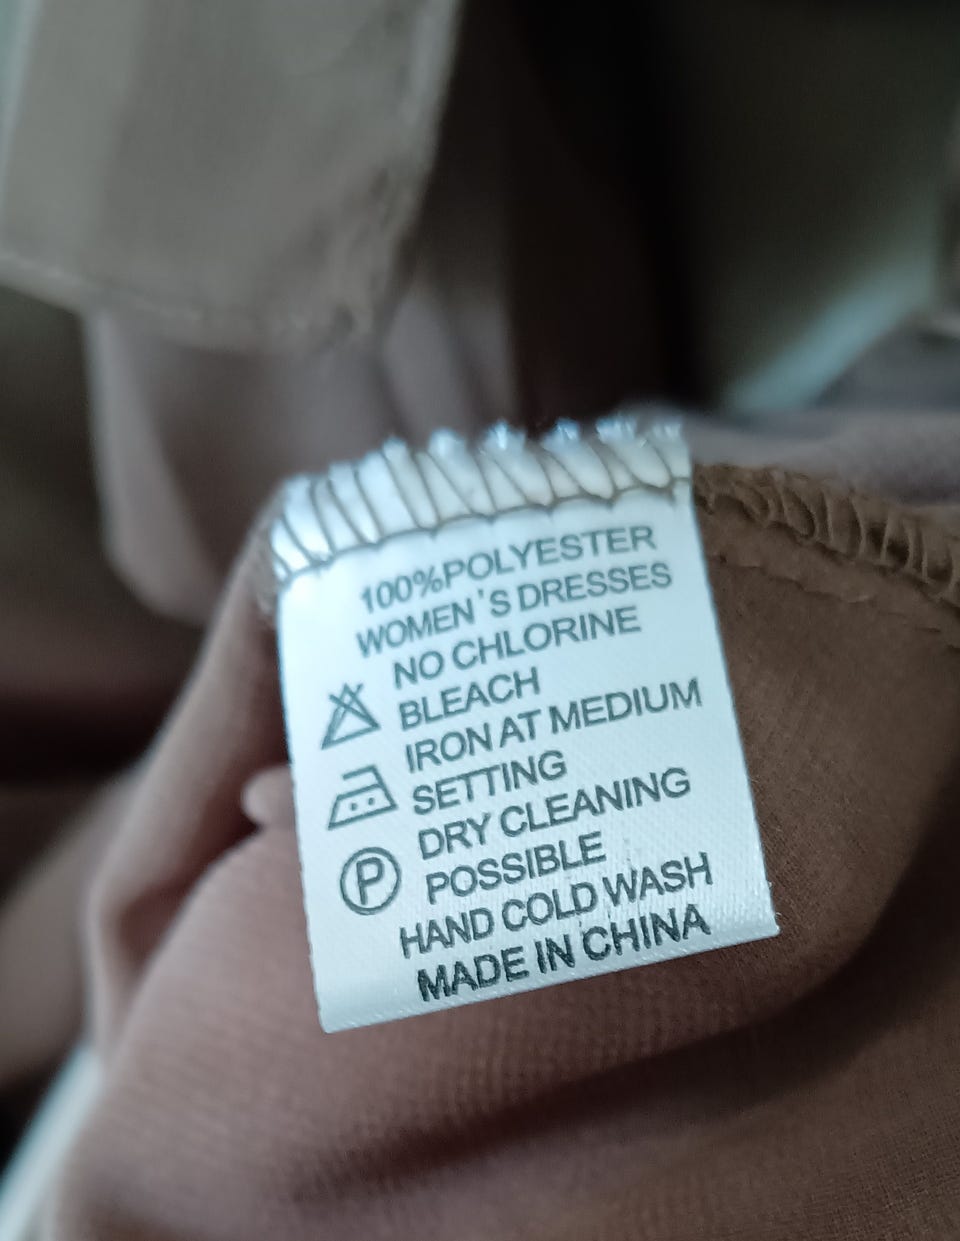 100%POLYESTER
WOMEN'S DRESSES
NO CHLORINE
BLEACH
IRON AT MEDIUM
SETTING
DRY CLEANING
P POSSIBLE
HAND COLD WASH
MADE IN CHINA